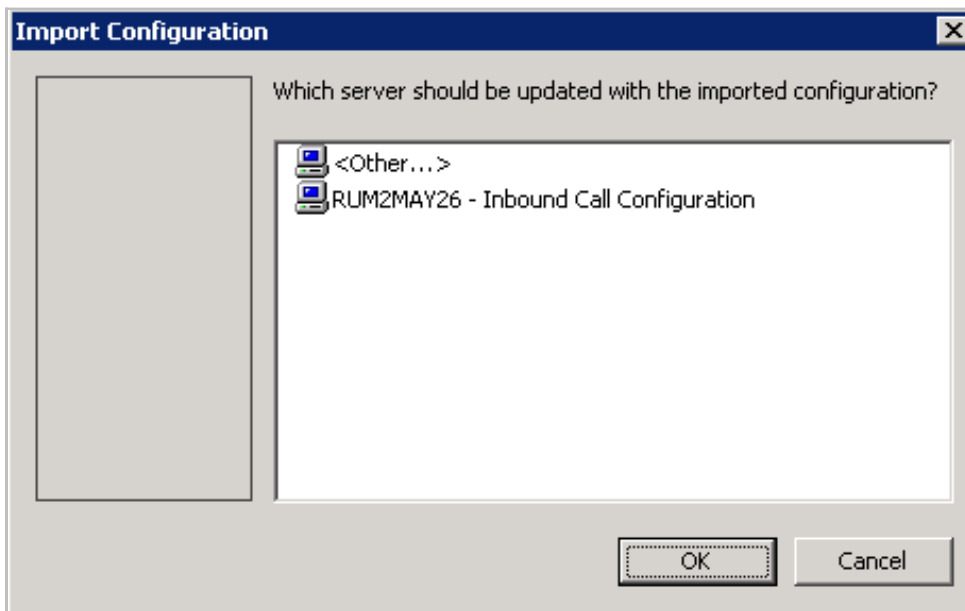 Import Configuration
Which server should be updated with the imported configuration?
<Other...>
RUM2MAY26 - Inbound Call Configuration
OK
Cancel